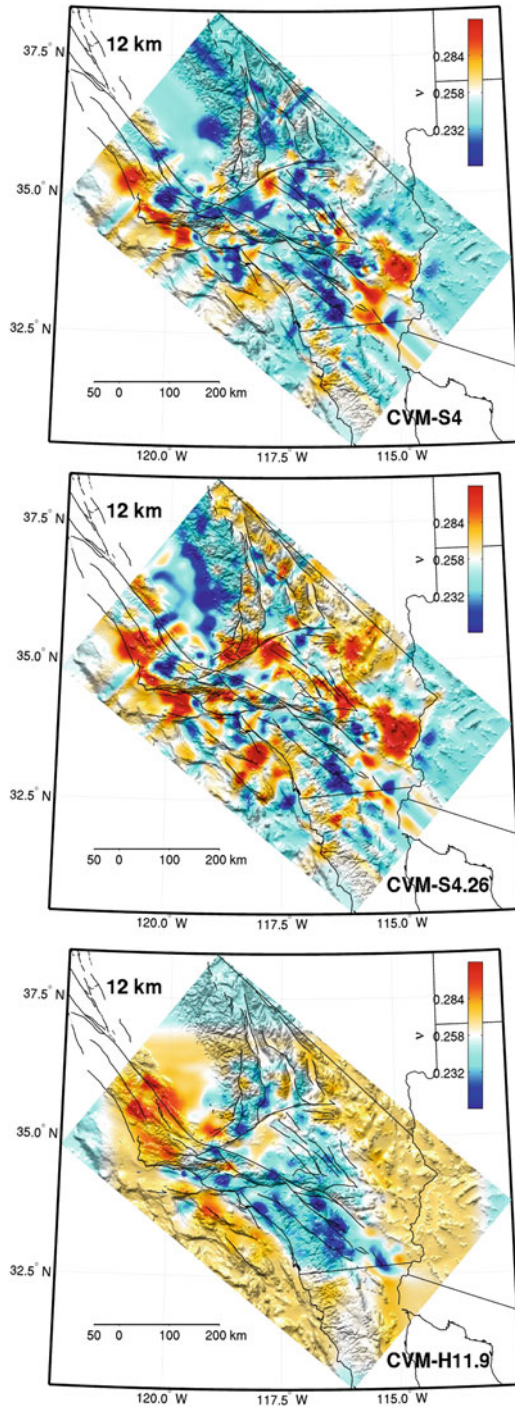 37.5° N
12 km
0.284
ν 0.258
0.232
35.0° N
32.5° N
50 0 100 200 km
CVM-S4
120.0° W 117.5° W 115.0° W
37.5° N
12 km
0.284
ν 0.258
0.232
35.0° N
32.5° N
50 0 100 200 km
CVM-S4.26
120.0° W 117.5° W 115.0° W
37.5° N
12 km
0.284
ν 0.258
0.232
35.0° N
32.5° N
50 0 100 200 km
CVM-H11.9
120.0° W 117.5° W 115.0° W